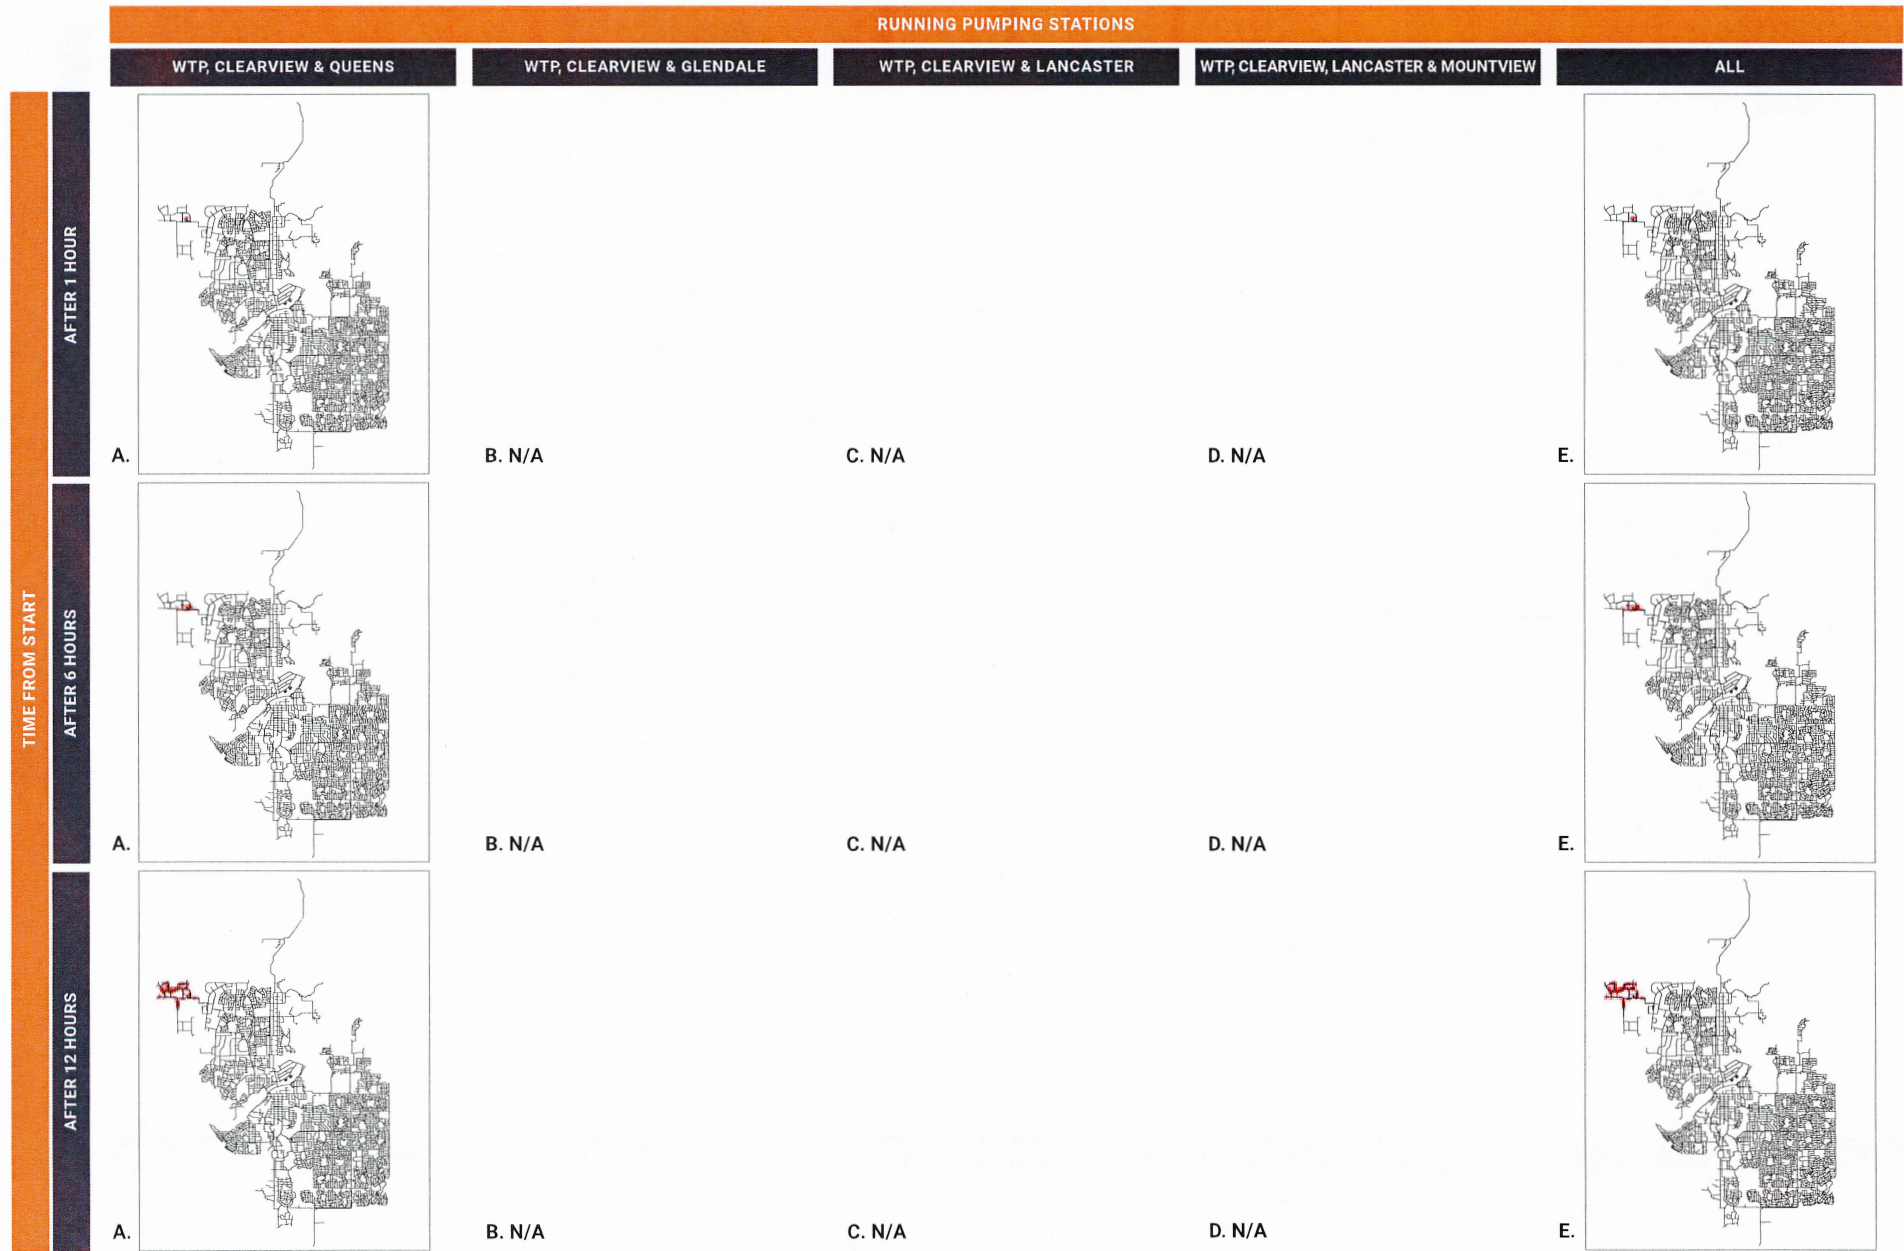 RUNNING PUMPING STATIONS
WTP, CLEARVIEW & QUEENS
WTP, CLEARVIEW & GLENDALE
WTP, CLEARVIEW & LANCASTER
WTP, CLEARVIEW, LANCASTER & MOUNTVIEW
ALL
TIME FROM START
AFTER 1 HOUR
A.
B. N/A
C. N/A
D. N/A
E.
AFTER 6 HOURS
A.
B. N/A
C. N/A
D. N/A
E.
AFTER 12 HOURS
A.
B. N/A
C. N/A
D. N/A
E.